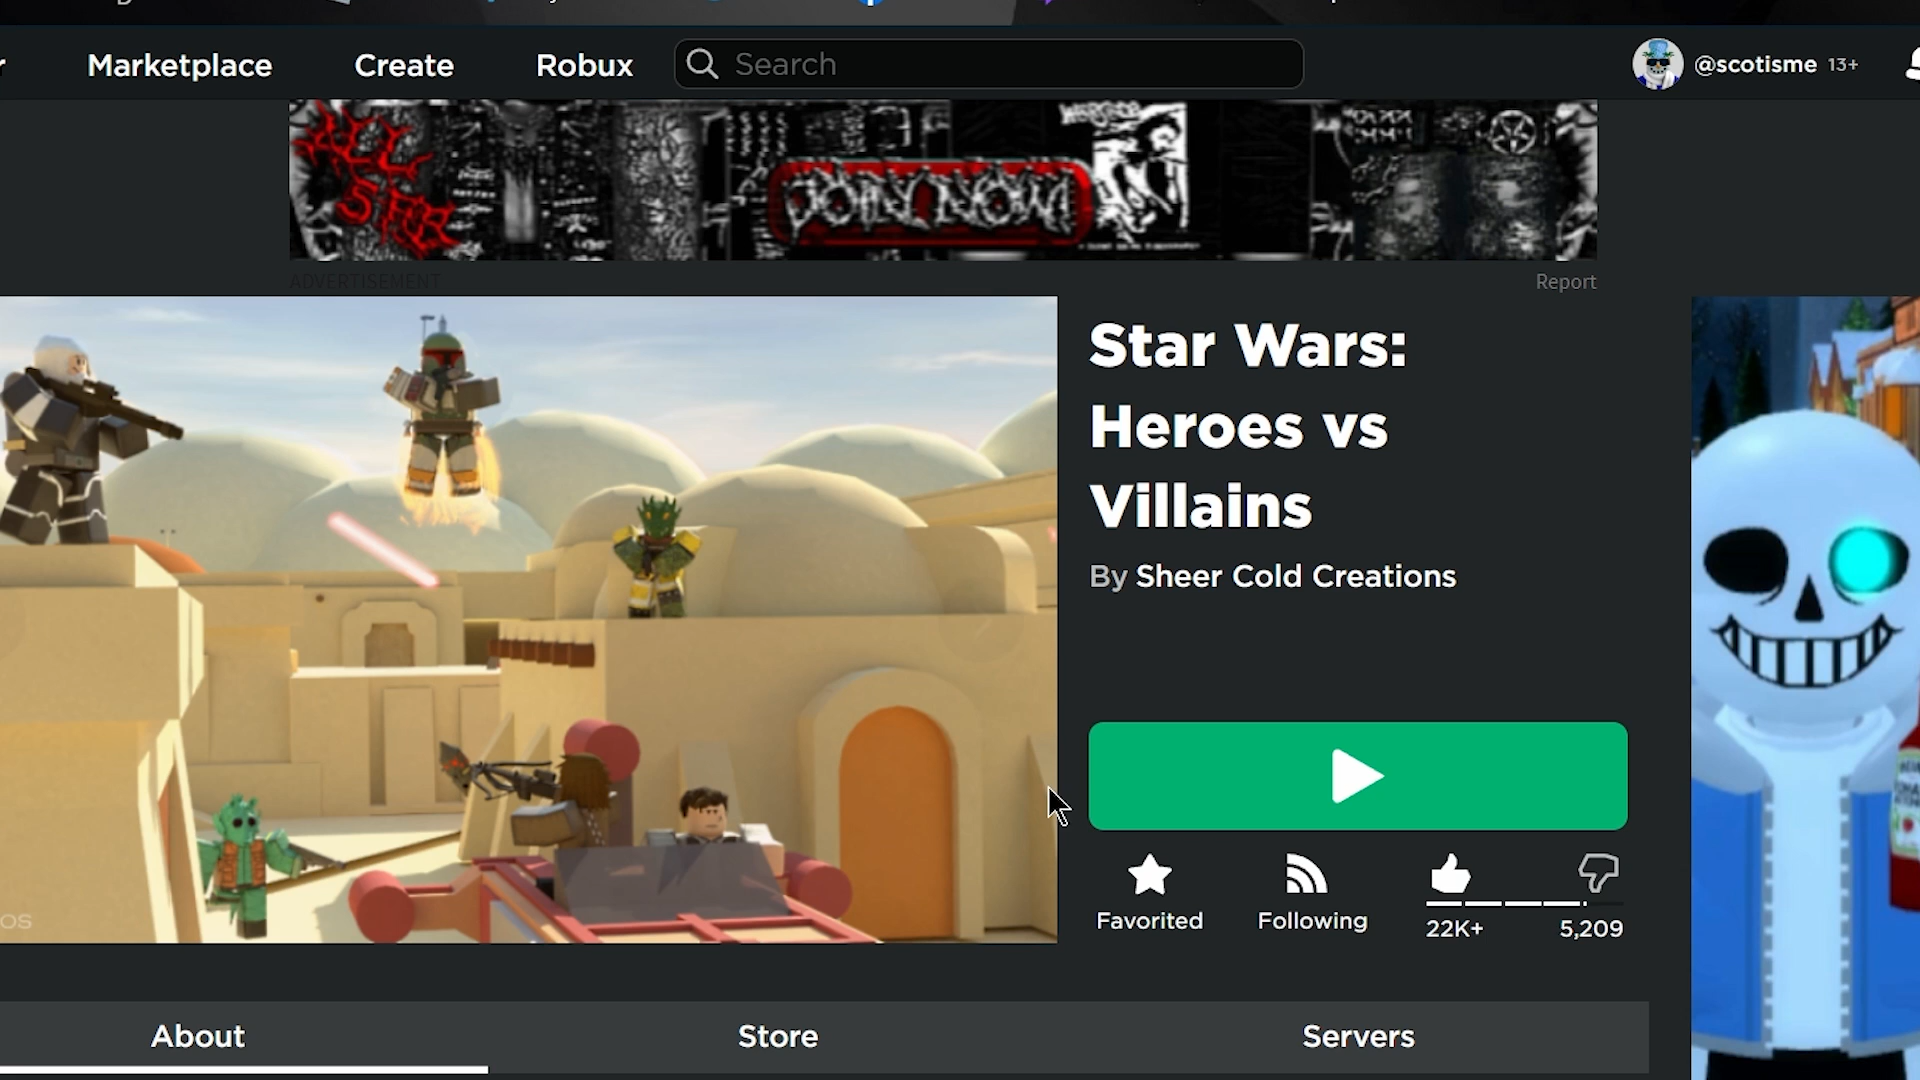 Marketplace
Create
Robux
Search
@scotisme 13+
JOIN NOW
ADVERTISEMENT
Report
Star Wars:
Heroes vs
Villains
By Sheer Cold Creations
Favorited
Following
22K+
5,209
About
Store
Servers